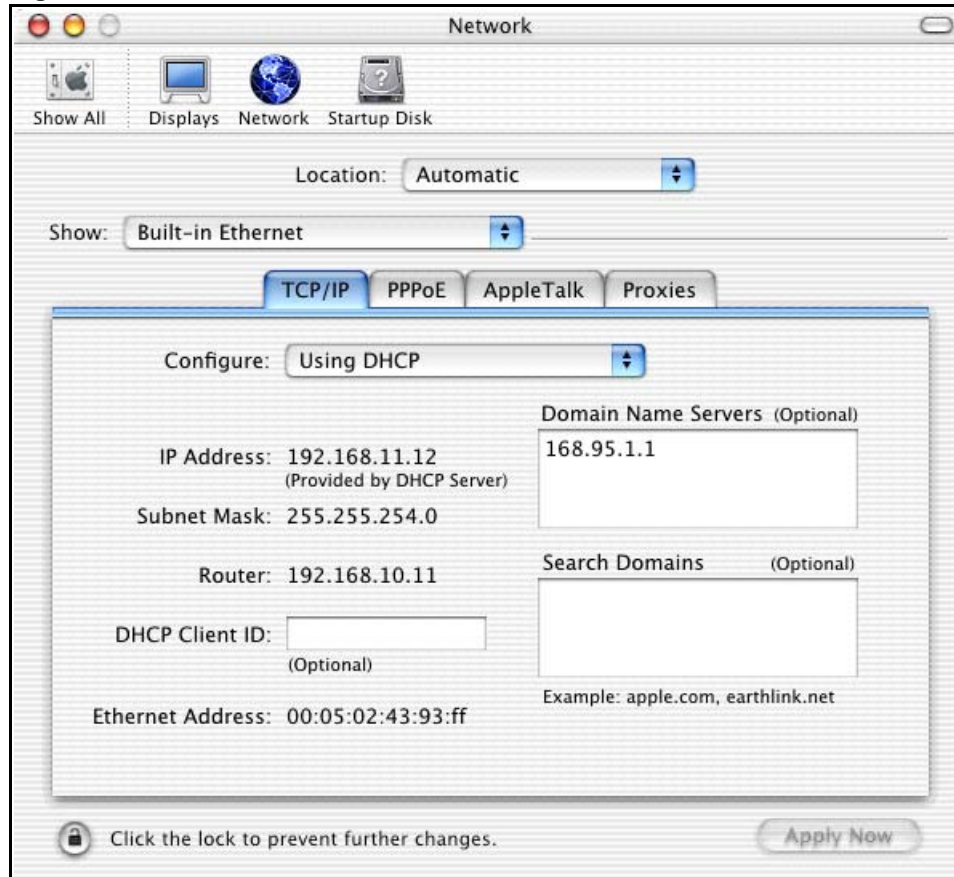 Network
Show All Displays Network Startup Disk
Location: Automatic
Show: Built-in Ethernet
TCP/IP PPPoE AppleTalk Proxies
Configure: Using DHCP
Domain Name Servers (Optional)
168.95.1.1
IP Address: 192.168.11.12
(Provided by DHCP Server)
Subnet Mask: 255.255.254.0
Router: 192.168.10.11
Search Domains (Optional)
DHCP Client ID:
(Optional)
Example: apple.com, earthlink.net
Ethernet Address: 00:05:02:43:93:ff
Click the lock to prevent further changes.
Apply Now